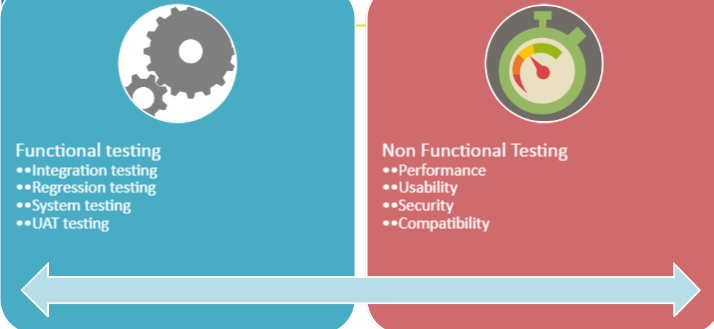 Functional testing
••Integration testing
••Regression testing
••System testing
••UAT testing
Non Functional Testing
••Performance
••Usability
••Security
••Compatibility